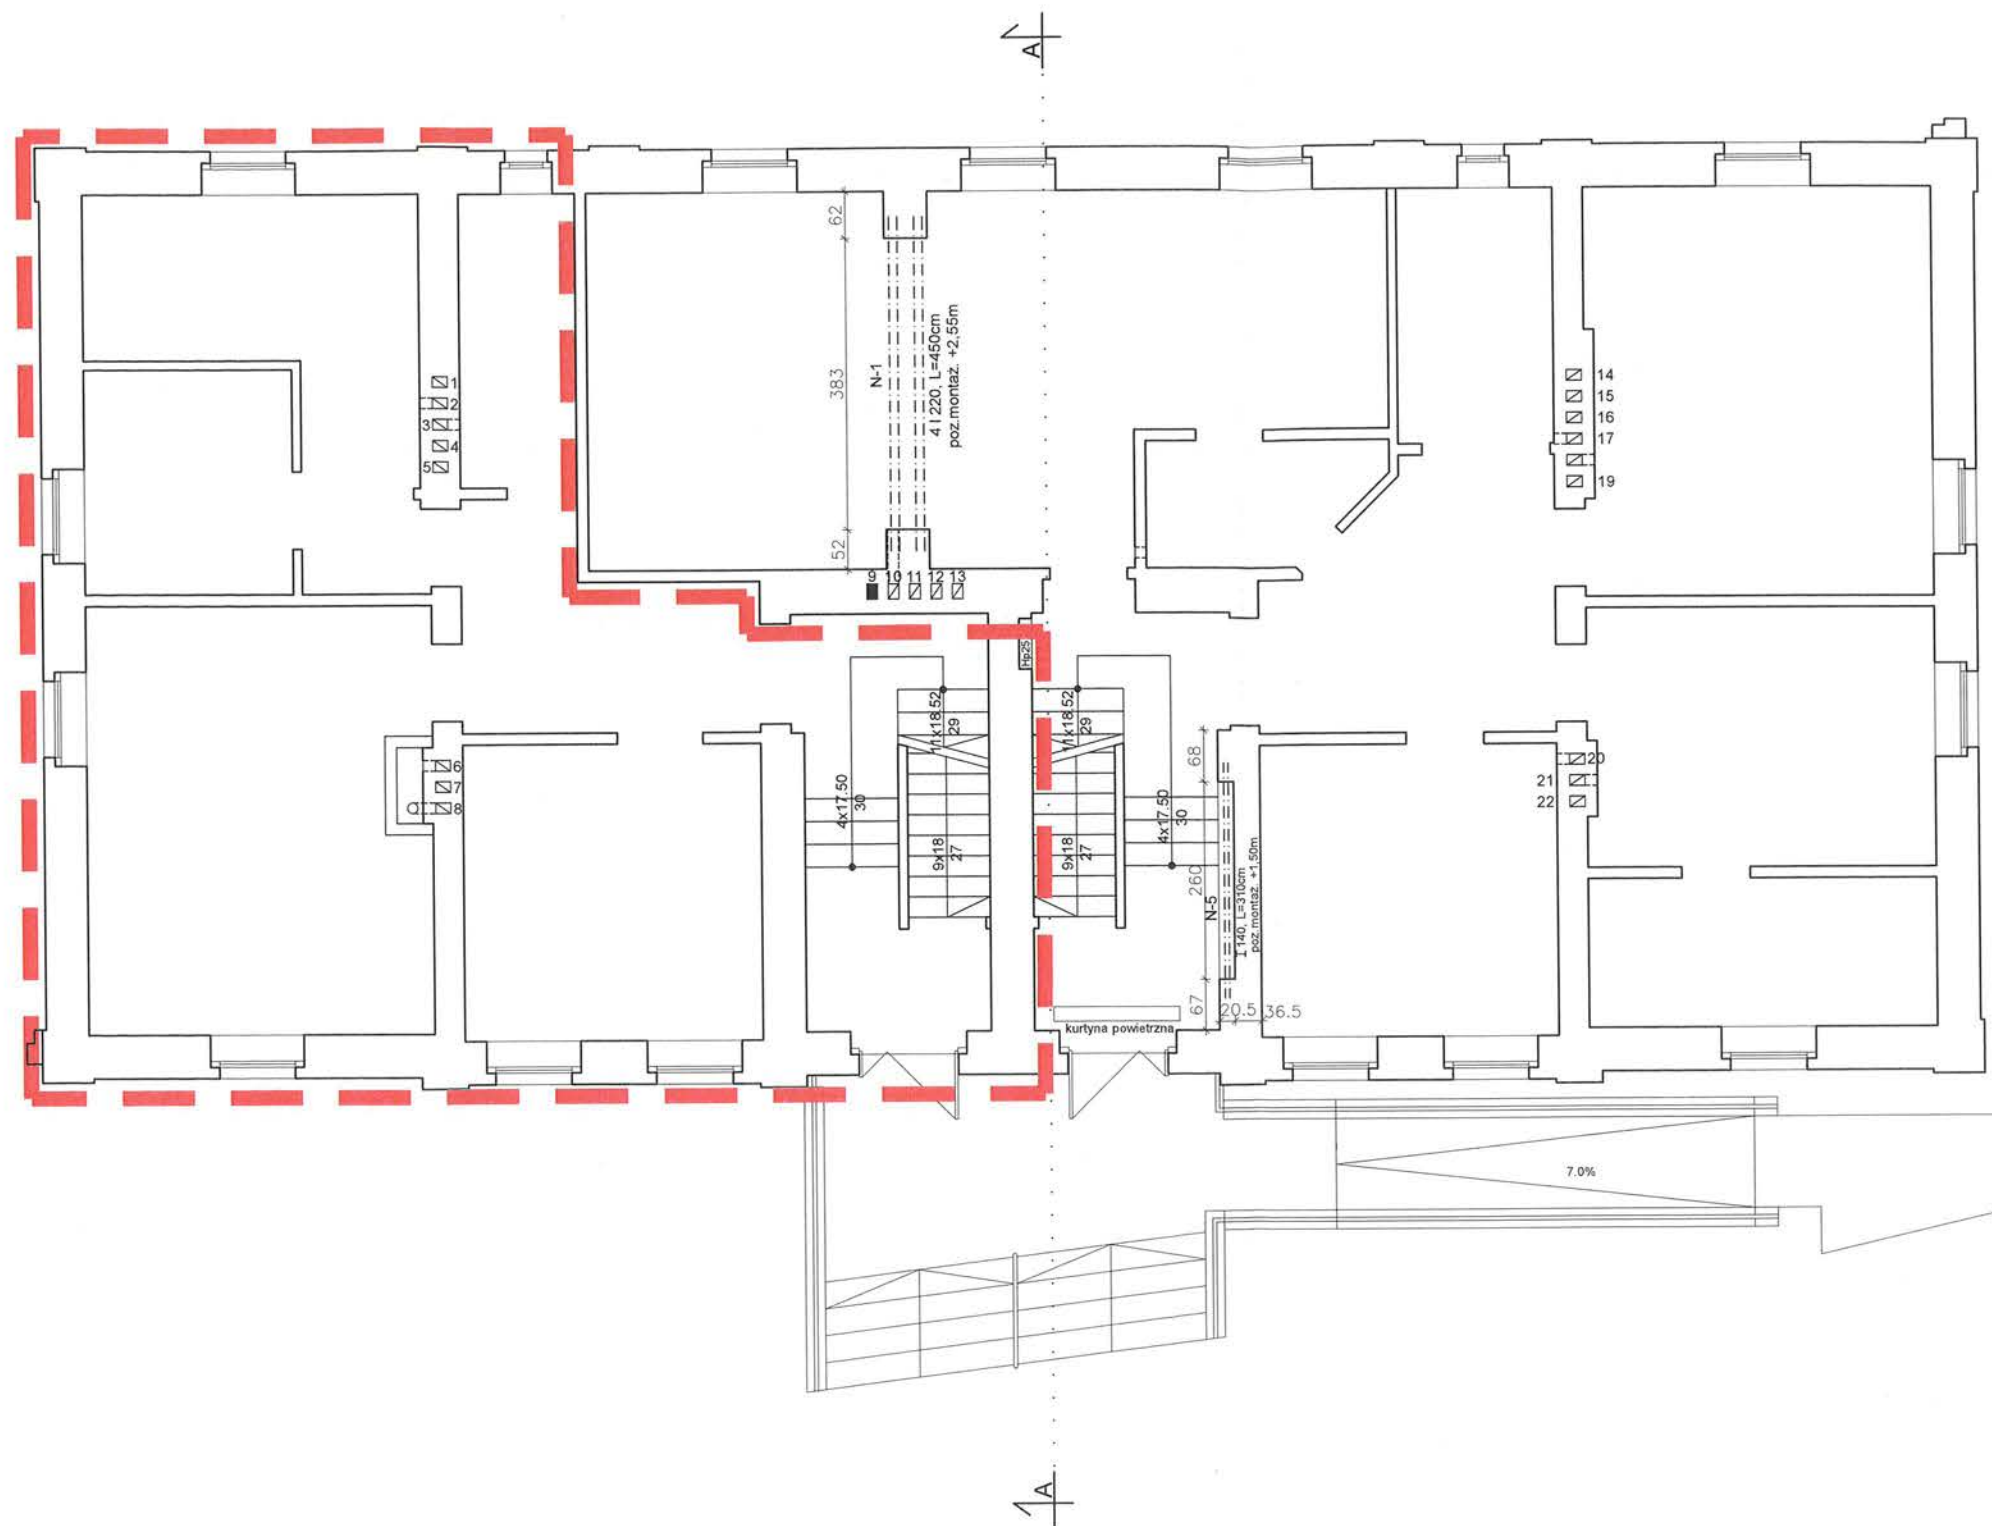 A
62
383
N-1
4 I 220, L=450cm
poz.montaż. +2,55m
52
1
2
3
4
5
14
15
16
17
19
9
10
11
12
13
Hp25
11x18.52
29
11x18.52
29
68
6
7
8
20
21
22
4x17.50
30
9x18
27
9x18
27
4x17.50
30
260
N-5
I 140, L=310cm
poz.montaż. +1,50m
67
20.5
36.5
kurtyna powietrzna
7.0%
A